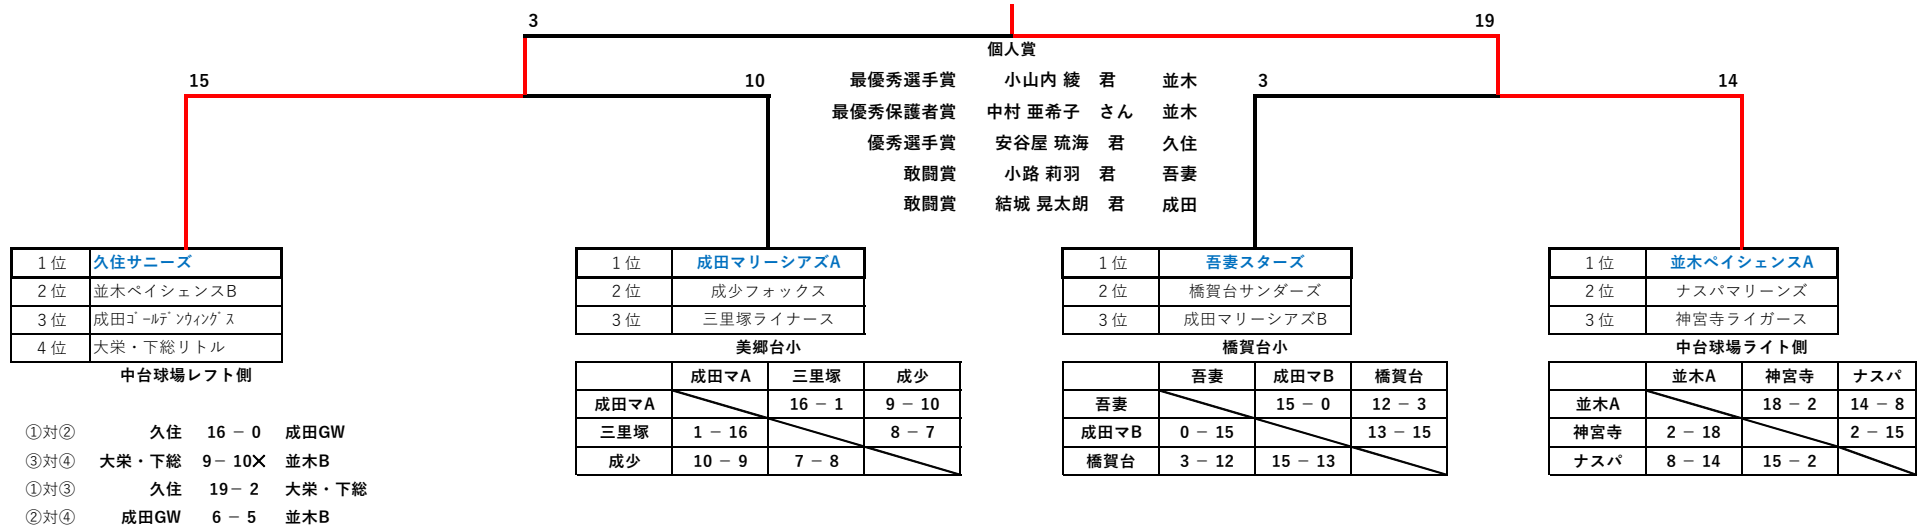 3
19
個人賞
15
10
最優秀選手賞 小山内 綾 君 並木
3
14
最優秀保護者賞 中村 亜希子 さん 並木
優秀選手賞 安谷屋 琉海 君 久住
敢闘賞 小路 莉羽 君 吾妻
敢闘賞 結城 晃太朗 君 成田
1位 久住サニーズ
2位 並木ペイシェンスB
3位 成田ゴールデンウィングス
4位 大栄・下総リトル
中台球場レフト側
①対② 久住 16 − 0 成田GW
③対④ 大栄・下総 9− 10✕ 並木B
①対③ 久住 19− 2 大栄・下総
②対④ 成田GW 6 − 5 並木B
1位 成田マリーシアズA
2位 成少フォックス
3位 三里塚ライナース
美郷台小
成田マA 三里塚 成少
成田マA 16 − 1 9 − 10
三里塚 1 − 16 8 − 7
成少 10 − 9 7 − 8
1位 吾妻スターズ
2位 橋賀台サンダーズ
3位 成田マリーシアズB
橋賀台小
吾妻 成田マB 橋賀台
吾妻 15 − 0 12 − 3
成田マB 0 − 15 13 − 15
橋賀台 3 − 12 15 − 13
1位 並木ペイシェンスA
2位 ナスパマリーンズ
3位 神宮寺ライガース
中台球場ライト側
並木A 神宮寺 ナスパ
並木A 18 − 2 14 − 8
神宮寺 2 − 18 2 − 15
ナスパ 8 − 14 15 − 2